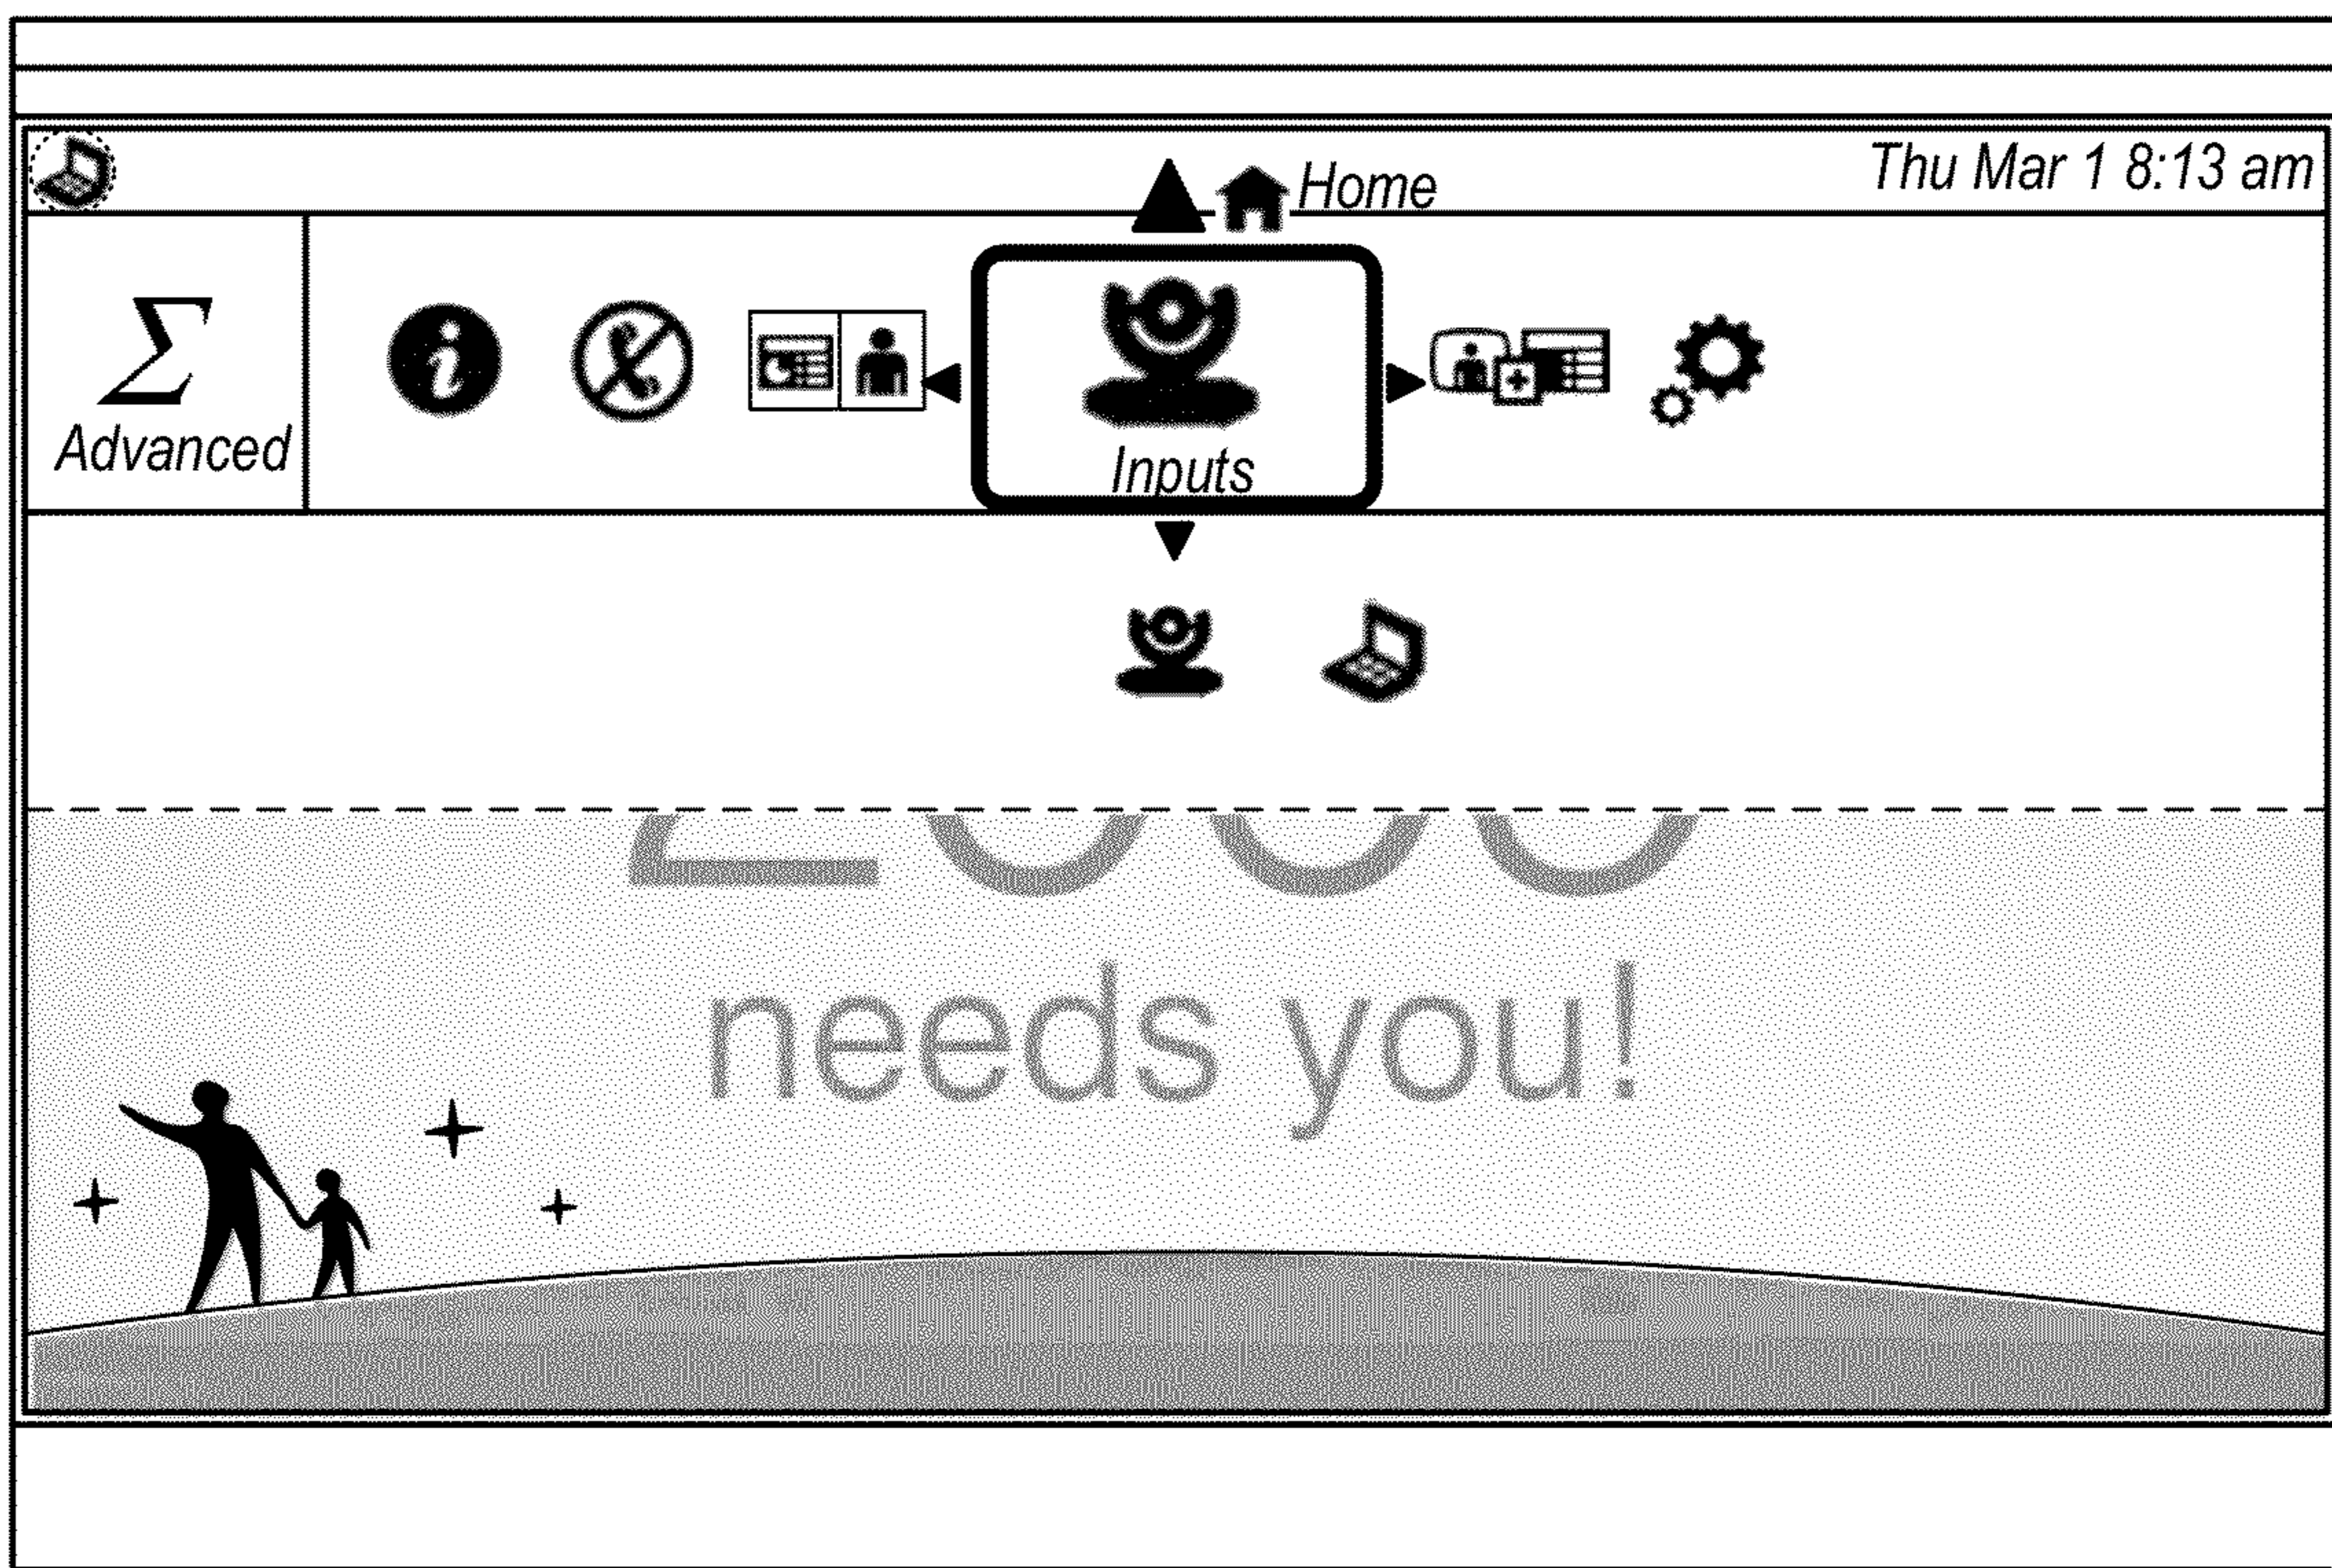 Thu Mar 1 8:13 am
Home
Σ
Advanced
Inputs
needs you!